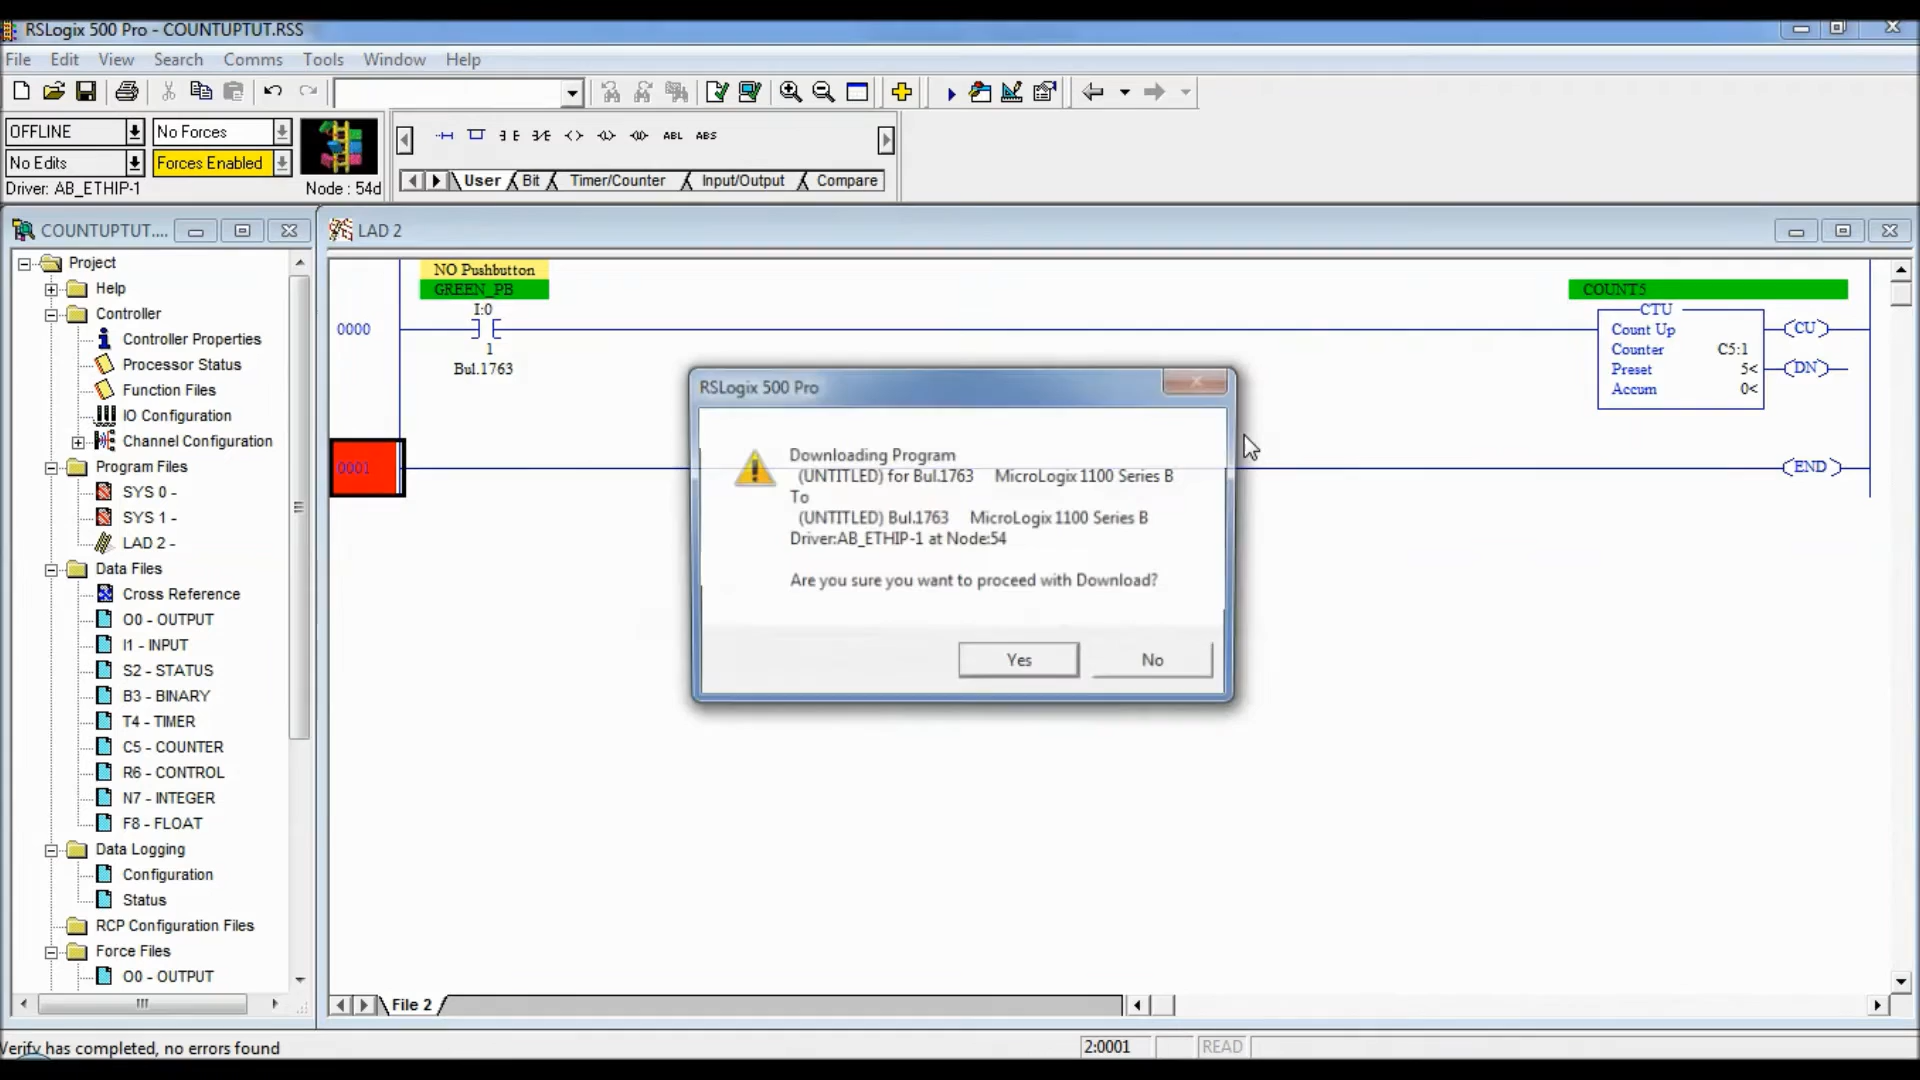 RSLogix 500 Pro - COUNTUPTUT.RSS
File Edit View Search Comms Tools Window Help
OFFLINE No Forces
No Edits Forces Enabled
Driver: AB_ETHIP-1 Node : 54d
ABL ABS
User Bit Timer/Counter Input/Output Compare
COUNTUPTUT....
Project
Help
Controller
Controller Properties
Processor Status
Function Files
IO Configuration
Channel Configuration
Program Files
SYS 0 -
SYS 1 -
LAD 2 -
Data Files
Cross Reference
O0 - OUTPUT
I1 - INPUT
S2 - STATUS
B3 - BINARY
T4 - TIMER
C5 - COUNTER
R6 - CONTROL
N7 - INTEGER
F8 - FLOAT
Data Logging
Configuration
Status
RCP Configuration Files
Force Files
O0 - OUTPUT
LAD 2
NO Pushbutton
GREEN_PB
I:0
0000
1
Bul.1763
COUNT5
CTU
Count Up
Counter C5:1
Preset 5<
Accum 0<
CU
DN
0001
END
RSLogix 500 Pro
Downloading Program
(UNTITLED) for Bul.1763 MicroLogix 1100 Series B
To
(UNTITLED) Bul.1763 MicroLogix 1100 Series B
Driver:AB_ETHIP-1 at Node:54
Are you sure you want to proceed with Download?
Yes No
File 2
Verify has completed, no errors found
2:0001 READ